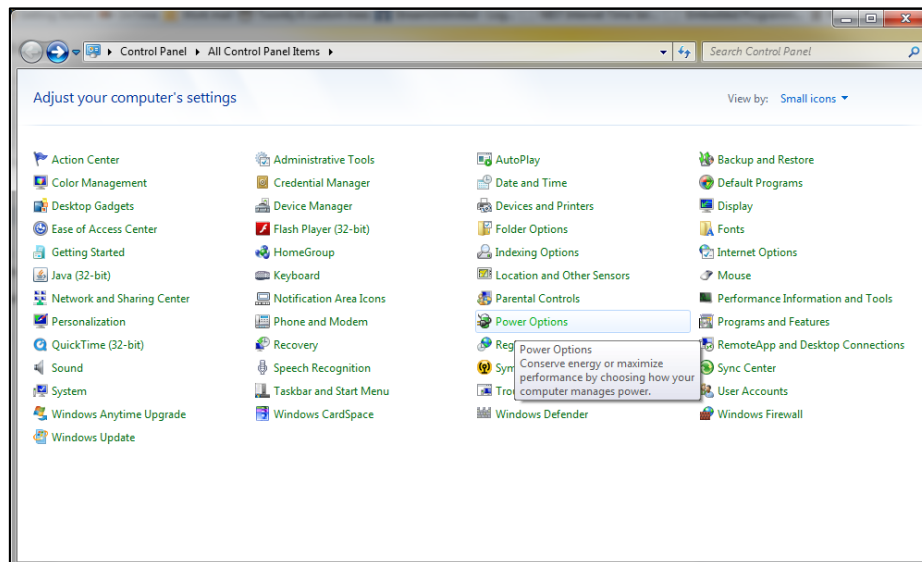 Control Panel All Control Panel Items Search Control Panel
Adjust your computer's settings View by: Small icons
Action Center Administrative Tools AutoPlay Backup and Restore
Color Management Credential Manager Date and Time Default Programs
Desktop Gadgets Device Manager Devices and Printers Display
Ease of Access Center Flash Player (32-bit) Folder Options Fonts
Getting Started HomeGroup Indexing Options Internet Options
Java (32-bit) Keyboard Location and Other Sensors Mouse
Network and Sharing Center Notification Area Icons Parental Controls Performance Information and Tools
Personalization Phone and Modem Power Options Programs and Features
QuickTime (32-bit) Recovery Reg RemoteApp and Desktop Connections
Sound Speech Recognition Sym Sync Center
System Taskbar and Start Menu Tro User Accounts
Windows Anytime Upgrade Windows CardSpace Windows Defender Windows Firewall
Windows Update
Power Options
Conserve energy or maximize
performance by choosing how your
computer manages power.